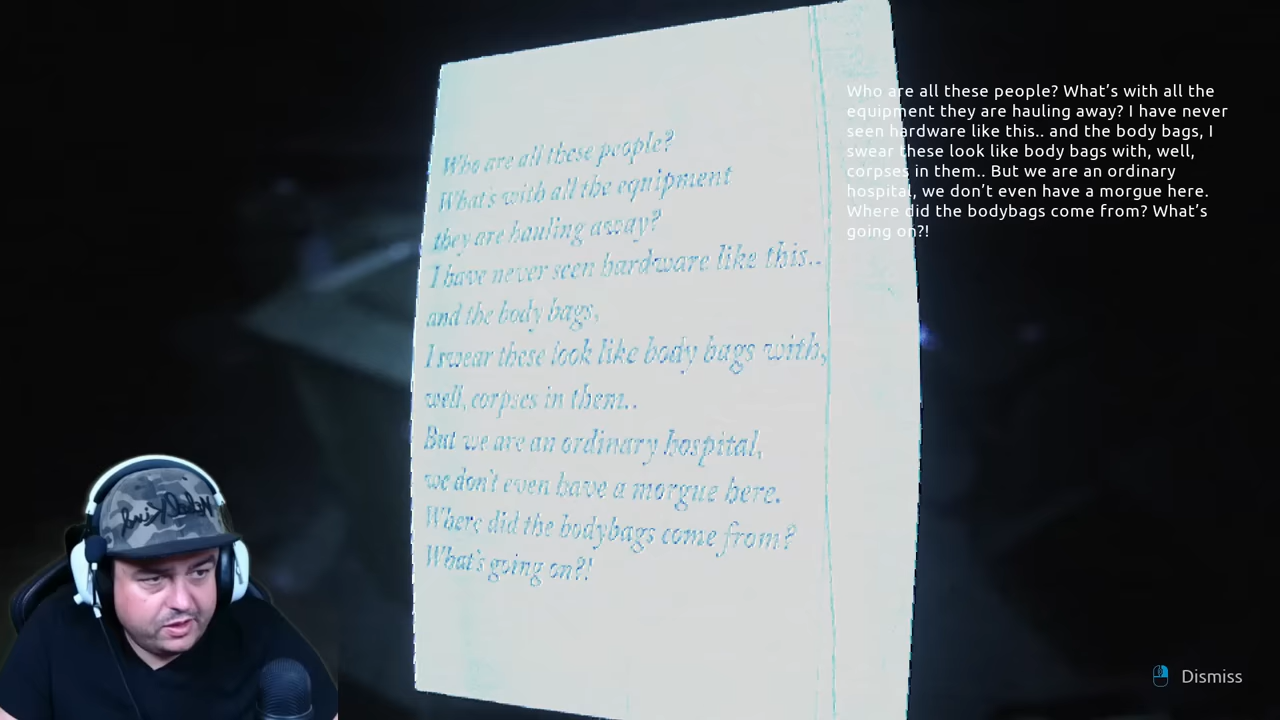 Who are all these people?
What's with all the equipment
they are hauling away?
I have never seen hardware like this..
and the body bags,
I swear these look like body bags with,
well, corpses in them..
But we are an ordinary hospital,
we don't even have a morgue here.
Where did the bodybags come from?
What's going on?!
Who are all these people? What’s with all the
equipment they are hauling away? I have never
seen hardware like this.. and the body bags, I
swear these look like body bags with, well,
corpses in them.. But we are an ordinary
hospital, we don’t even have a morgue here.
Where did the bodybags come from? What’s
going on?!
Dismiss